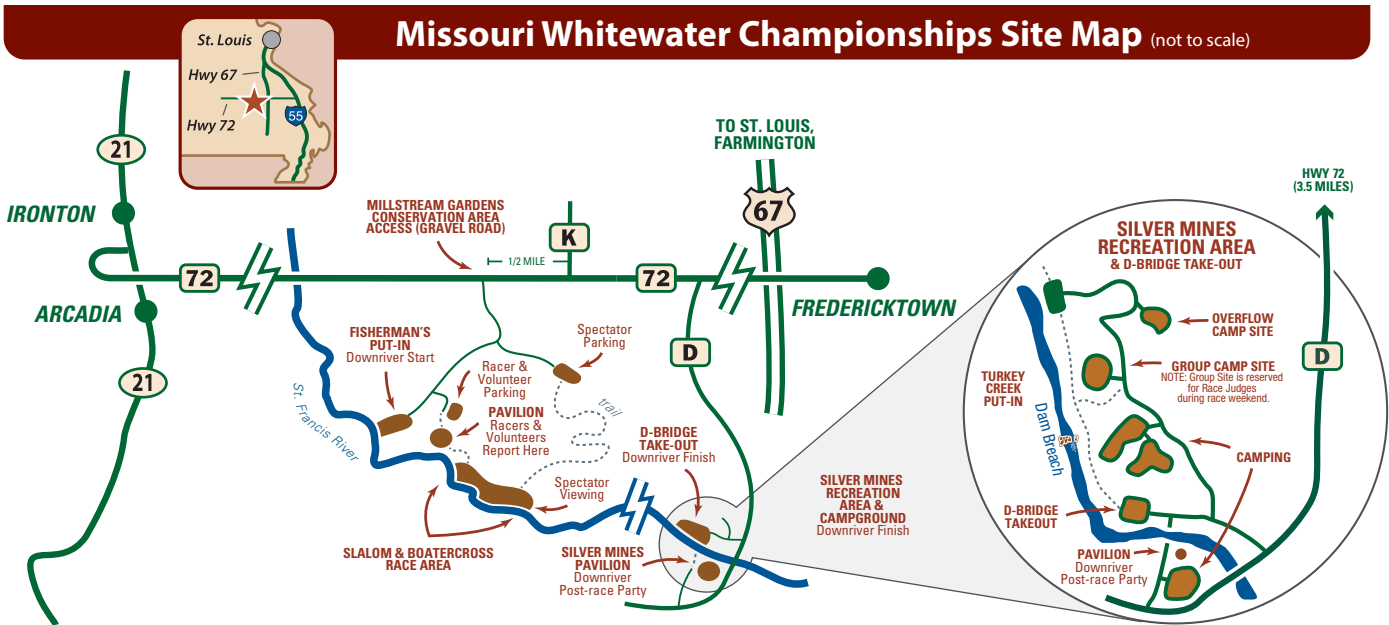 Missouri Whitewater Championships Site Map (not to scale)
St. Louis
Hwy 67
Hwy 72
55
21
IRONTON
ARCADIA
21
72
MILLSTREAM GARDENS
CONSERVATION AREA
ACCESS (GRAVEL ROAD)
K
1/2 MILE
72
TO ST. LOUIS,
FARMINGTON
67
FREDERICKTOWN
D
FISHERMAN'S
PUT-IN
Downriver Start
St. Francis River
Racer &
Volunteer
Parking
PAVILION
Racers &
Volunteers
Report Here
Spectator
Parking
trail
D-BRIDGE
TAKE-OUT
Downriver Finish
Spectator
Viewing
SLALOM & BOATERCROSS
RACE AREA
SILVER MINES
PAVILION
Downriver
Post-race Party
SILVER MINES
RECREATION
AREA &
CAMPGROUND
Downriver Finish
HWY 72
(3.5 MILES)
SILVER MINES
RECREATION AREA
& D-BRIDGE TAKE-OUT
OVERFLOW
CAMP SITE
GROUP CAMP SITE
NOTE: Group Site is reserved
for Race Judges
during race weekend.
D
TURKEY
CREEK
PUT-IN
Dam Breach
CAMPING
D-BRIDGE
TAKEOUT
PAVILION
Downriver
Post-race Party